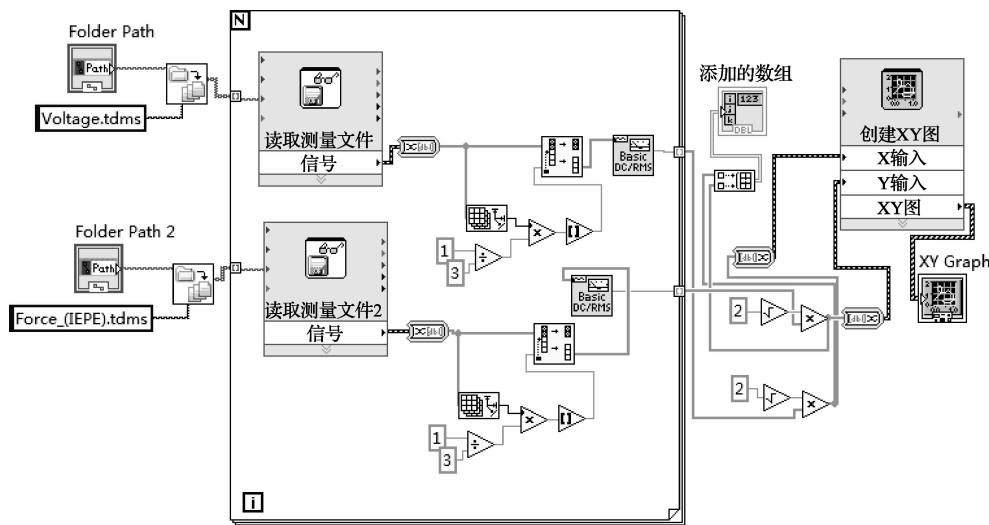 Folder Path
Path
Voltage.tdms
N
读取测量文件
信号
Basic
DC/RMS
1
3
Folder Path 2
Path
Force_(IEPE).tdms
读取测量文件2
信号
Basic
DC/RMS
1
3
i
添加的数组
123
DBL
创建XY图
X输入
Y输入
XY图
XY Graph
2
2